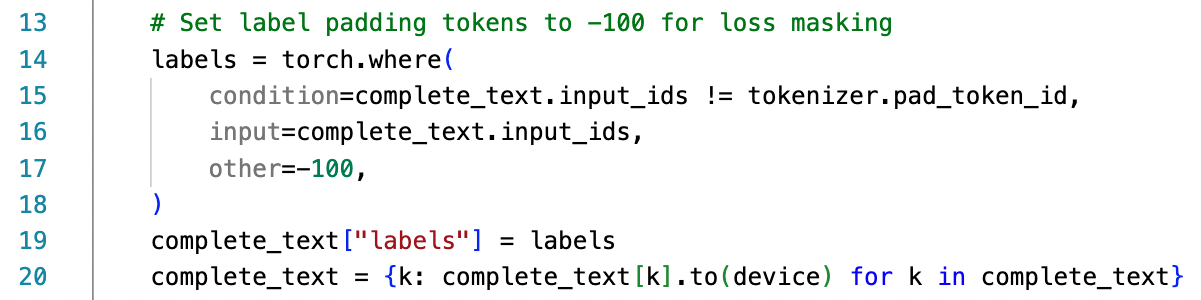 13 # Set label padding tokens to -100 for loss masking
14 labels = torch.where(
15 condition=complete_text.input_ids != tokenizer.pad_token_id,
16 input=complete_text.input_ids,
17 other=-100,
18 )
19 complete_text["labels"] = labels
20 complete_text = {k: complete_text[k].to(device) for k in complete_text}